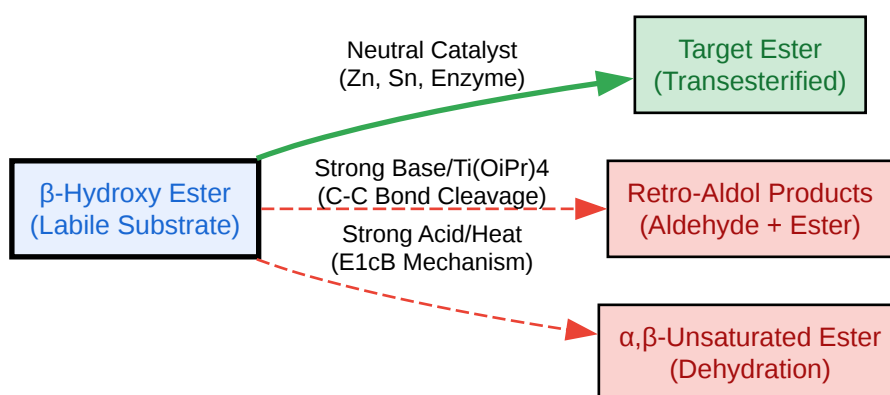 Neutral Catalyst
(Zn, Sn, Enzyme)
Target Ester
(Transesterified)
β-Hydroxy Ester
(Labile Substrate)
Strong Base/Ti(OiPr)4
(C-C Bond Cleavage)
Retro-Aldol Products
(Aldehyde + Ester)
Strong Acid/Heat
(E1cB Mechanism)
α,β-Unsaturated Ester
(Dehydration)